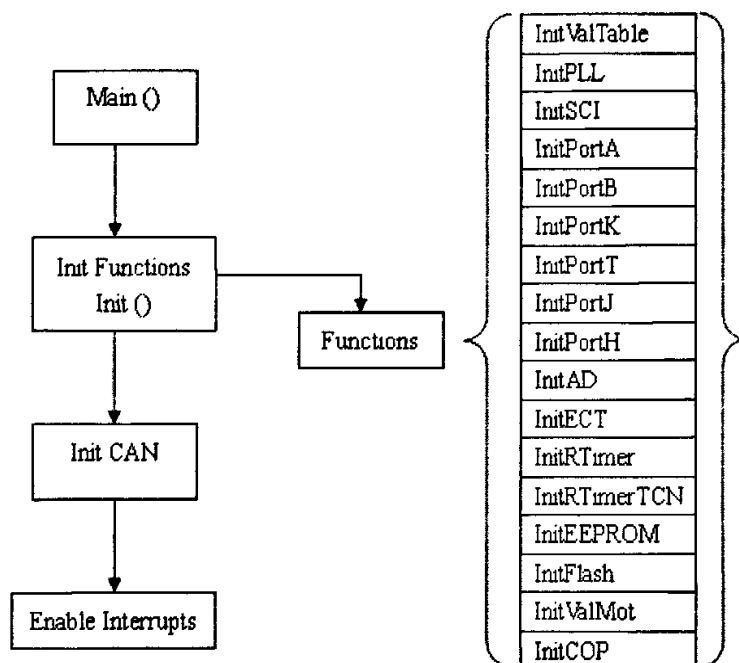 Main ()
Init Functions
Init ()
Init CAN
Enable Interrupts
Functions
InitValTable
InitPLL
InitSCI
InitPortA
InitPortB
InitPortK
InitPortT
InitPortJ
InitPortH
InitAD
InitECT
InitRTimer
InitRTimerTCN
InitEEPROM
InitFlash
InitValMot
InitCOP